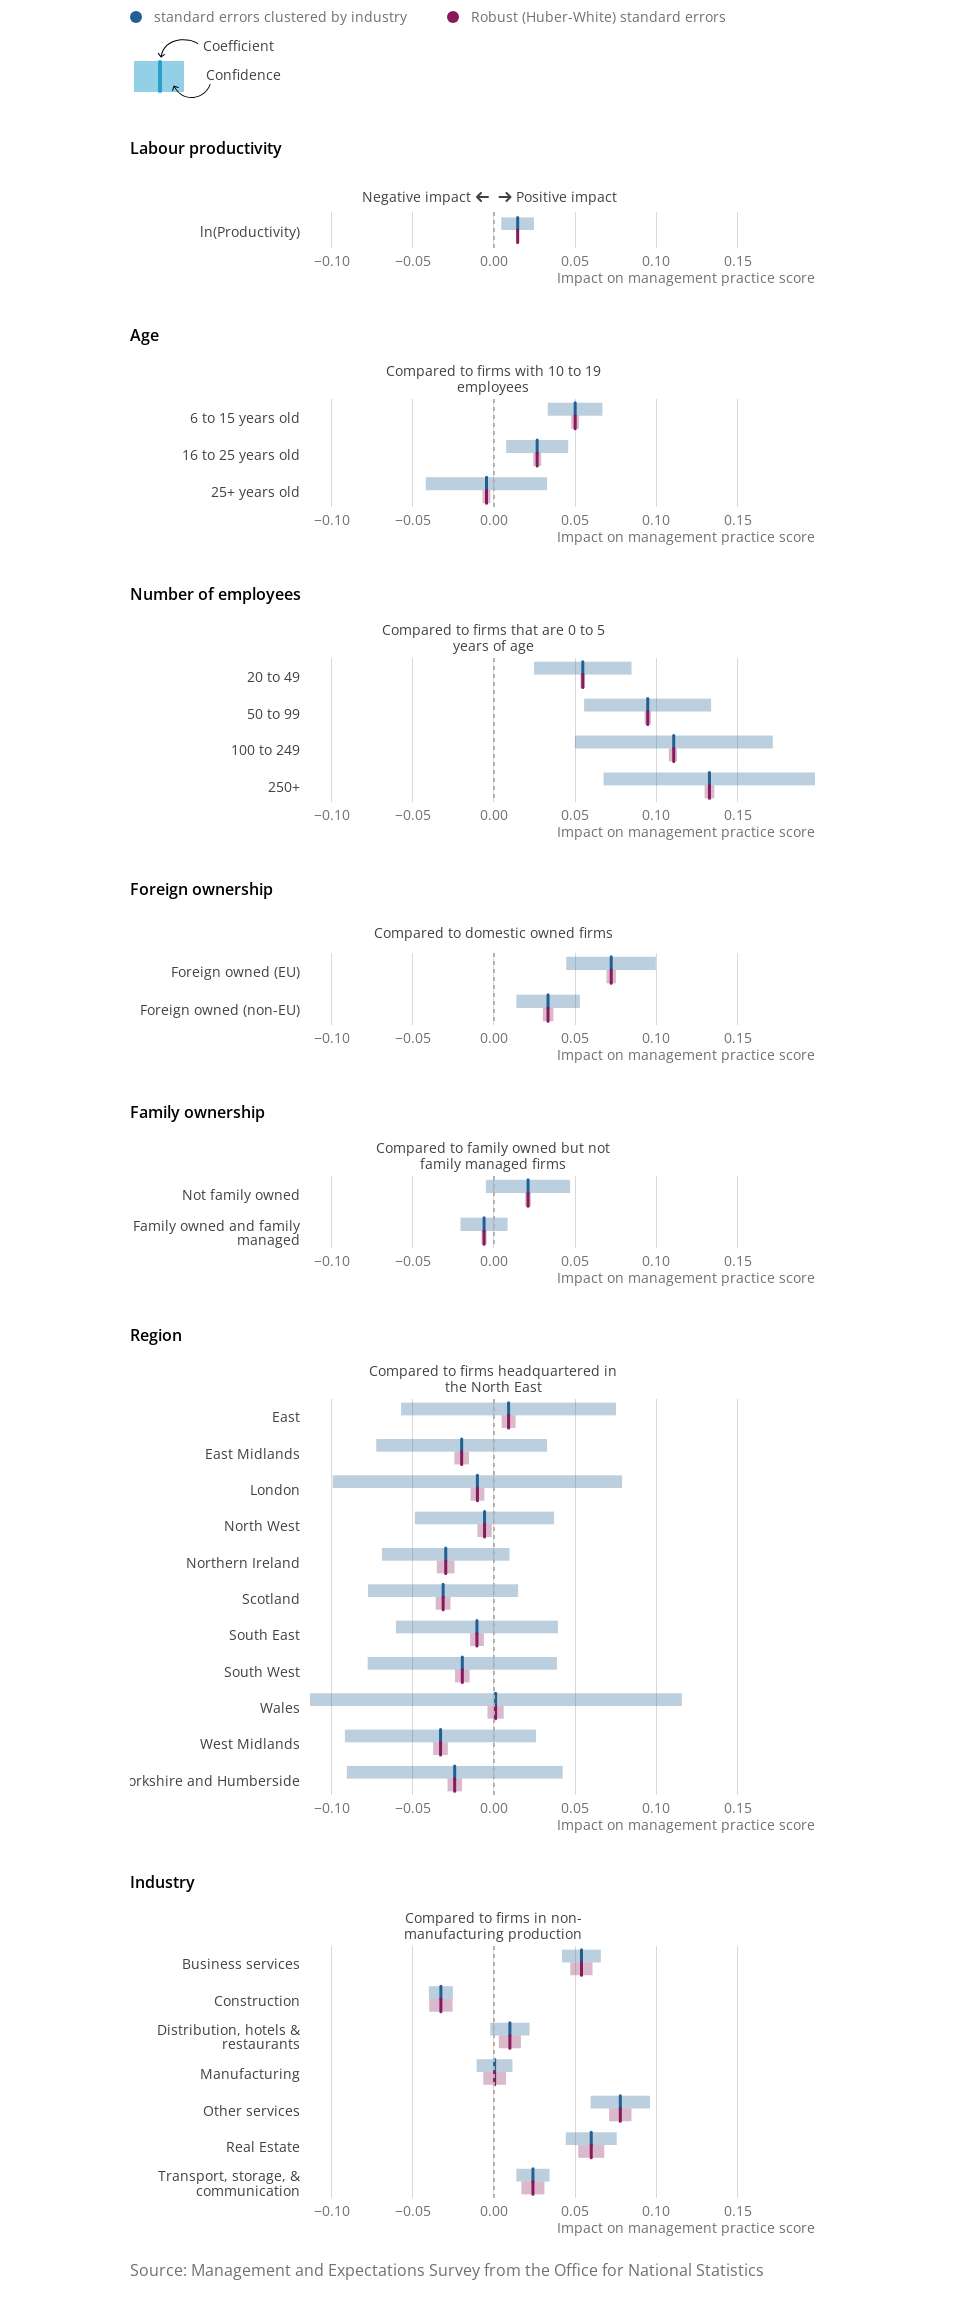 standard errors clustered by industry Robust (Huber-White) standard errors
Coefficient
Confidence
Labour productivity
Negative impact Positive impact
ln(Productivity)
−0.10 −0.05 0.00 0.05 0.10 0.15
Impact on management practice score
Age
Compared to firms with 10 to 19
employees
6 to 15 years old
16 to 25 years old
25+ years old
−0.10 −0.05 0.00 0.05 0.10 0.15
Impact on management practice score
Number of employees
Compared to firms that are 0 to 5
years of age
20 to 49
50 to 99
100 to 249
250+
−0.10 −0.05 0.00 0.05 0.10 0.15
Impact on management practice score
Foreign ownership
Compared to domestic owned firms
Foreign owned (EU)
Foreign owned (non-EU)
−0.10 −0.05 0.00 0.05 0.10 0.15
Impact on management practice score
Family ownership
Compared to family owned but not
family managed firms
Not family owned
Family owned and family
managed
−0.10 −0.05 0.00 0.05 0.10 0.15
Impact on management practice score
Region
Compared to firms headquartered in
the North East
East
East Midlands
London
North West
Northern Ireland
Scotland
South East
South West
Wales
West Midlands
orkshire and Humberside
−0.10 −0.05 0.00 0.05 0.10 0.15
Impact on management practice score
Industry
Compared to firms in non-
manufacturing production
Business services
Construction
Distribution, hotels &
restaurants
Manufacturing
Other services
Real Estate
Transport, storage, &
communication
−0.10 −0.05 0.00 0.05 0.10 0.15
Impact on management practice score
Source: Management and Expectations Survey from the Office for National Statistics